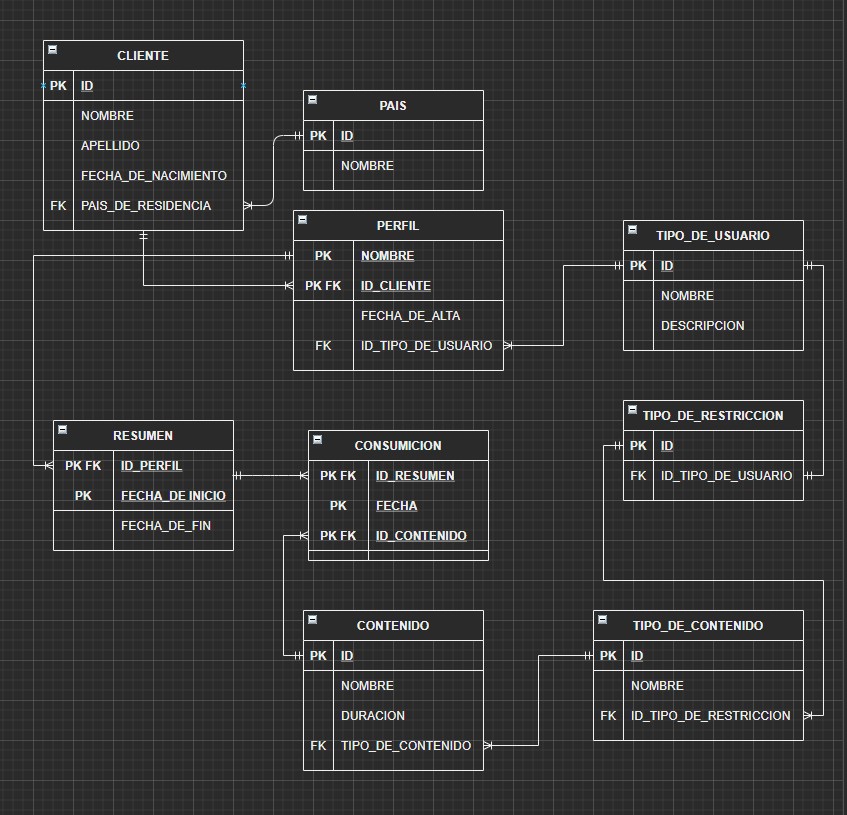 CLIENTE
PK ID
NOMBRE
APELLIDO
FECHA_DE_NACIMIENTO
FK PAIS_DE_RESIDENCIA
PAIS
PK ID
NOMBRE
PERFIL
PK NOMBRE
PK FK ID_CLIENTE
FECHA_DE_ALTA
FK ID_TIPO_DE_USUARIO
TIPO_DE_USUARIO
PK ID
NOMBRE
DESCRIPCION
TIPO_DE_RESTRICCION
PK ID
FK ID_TIPO_DE_USUARIO
RESUMEN
PK FK ID_PERFIL
PK FECHA_DE INICIO
FECHA_DE_FIN
CONSUMICION
PK FK ID_RESUMEN
PK FECHA
PK FK ID_CONTENIDO
CONTENIDO
PK ID
NOMBRE
DURACION
FK TIPO_DE_CONTENIDO
TIPO_DE_CONTENIDO
PK ID
NOMBRE
FK ID_TIPO_DE_RESTRICCION